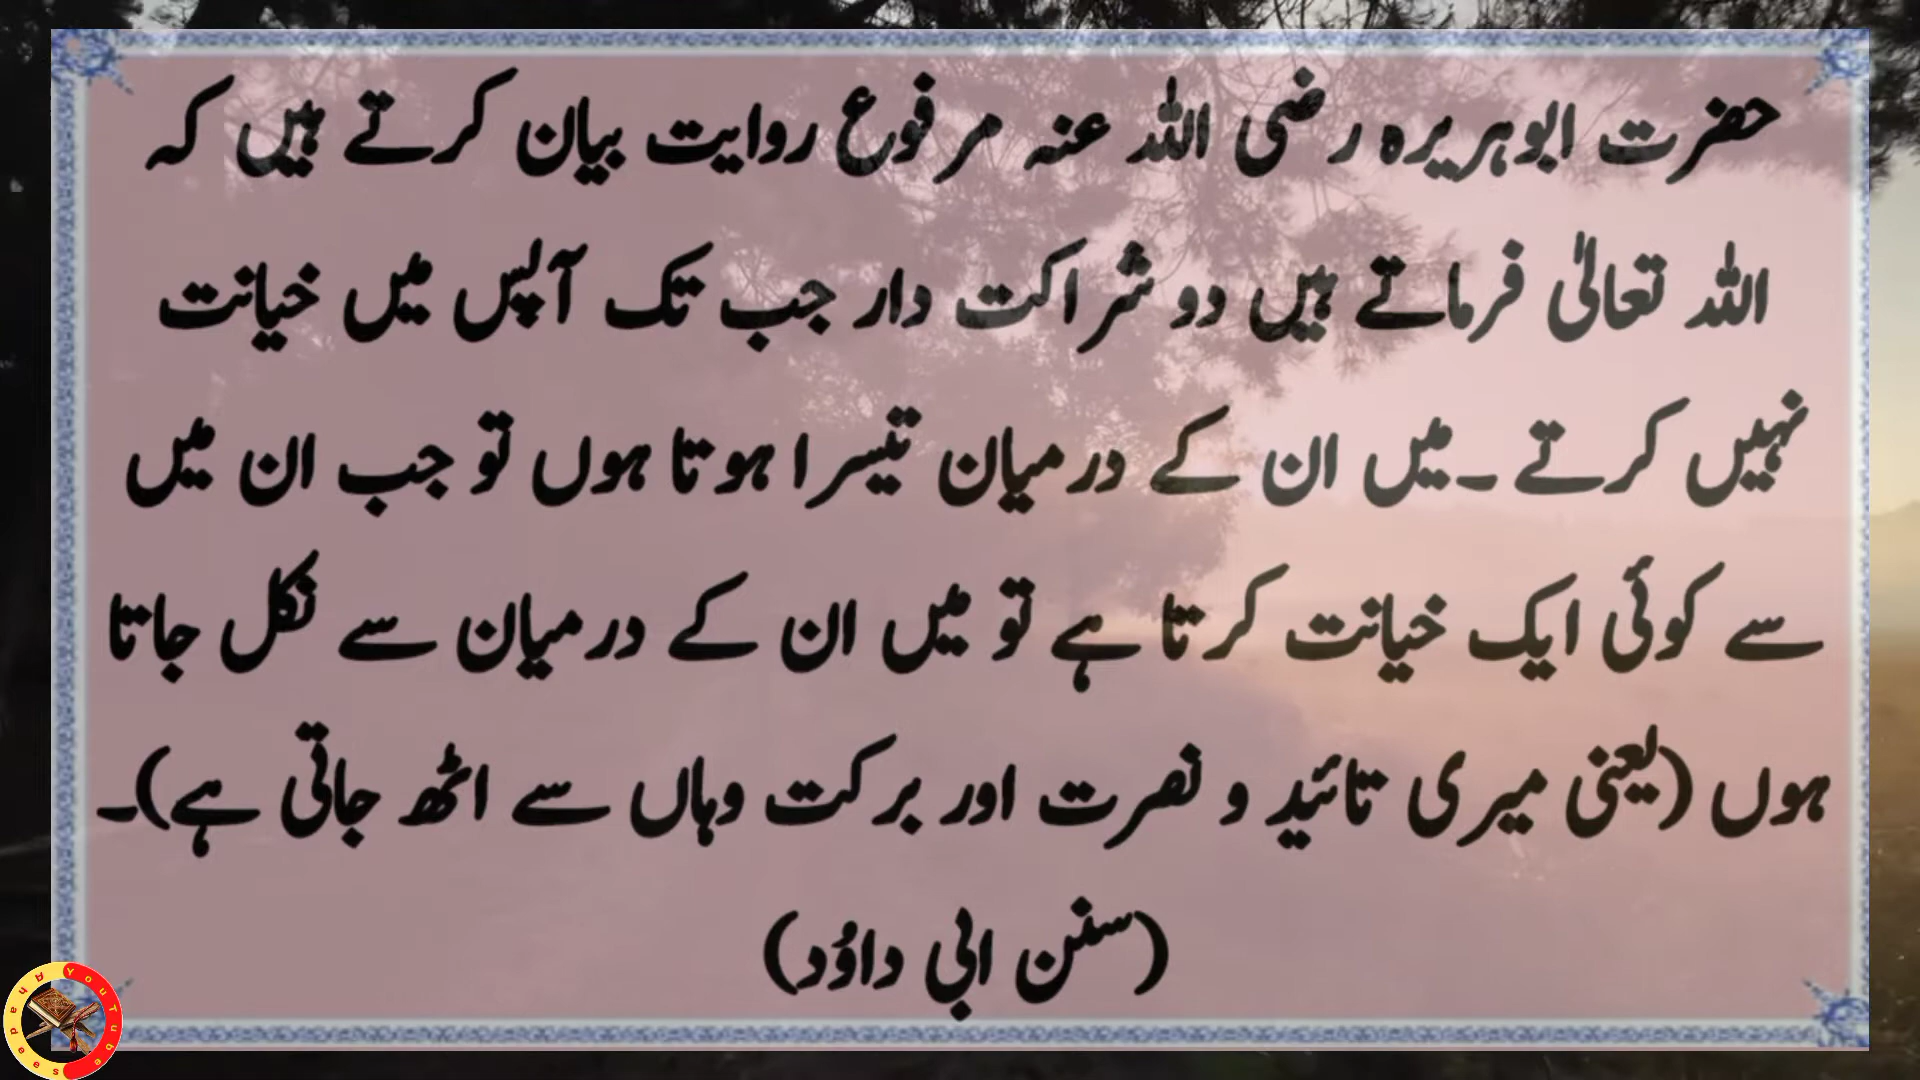 حضرت ابوہریرہ رضی اللہ عنہ مرفوع روایت بیان کرتے ہیں کہ
اللہ تعالیٰ فرماتے ہیں دو شراکت دار جب تک آپس میں خیانت
نہیں کرتے ۔میں ان کے درمیان تیسرا ہوتا ہوں تو جب ان میں
سے کوئی ایک خیانت کرتا ہے تو میں ان کے درمیان سے نکل جاتا
ہوں (یعنی میری تائید و نصرت اور برکت وہاں سے اٹھ جاتی ہے)۔
(سنن ابی داؤد)
YouTube
Ahadees